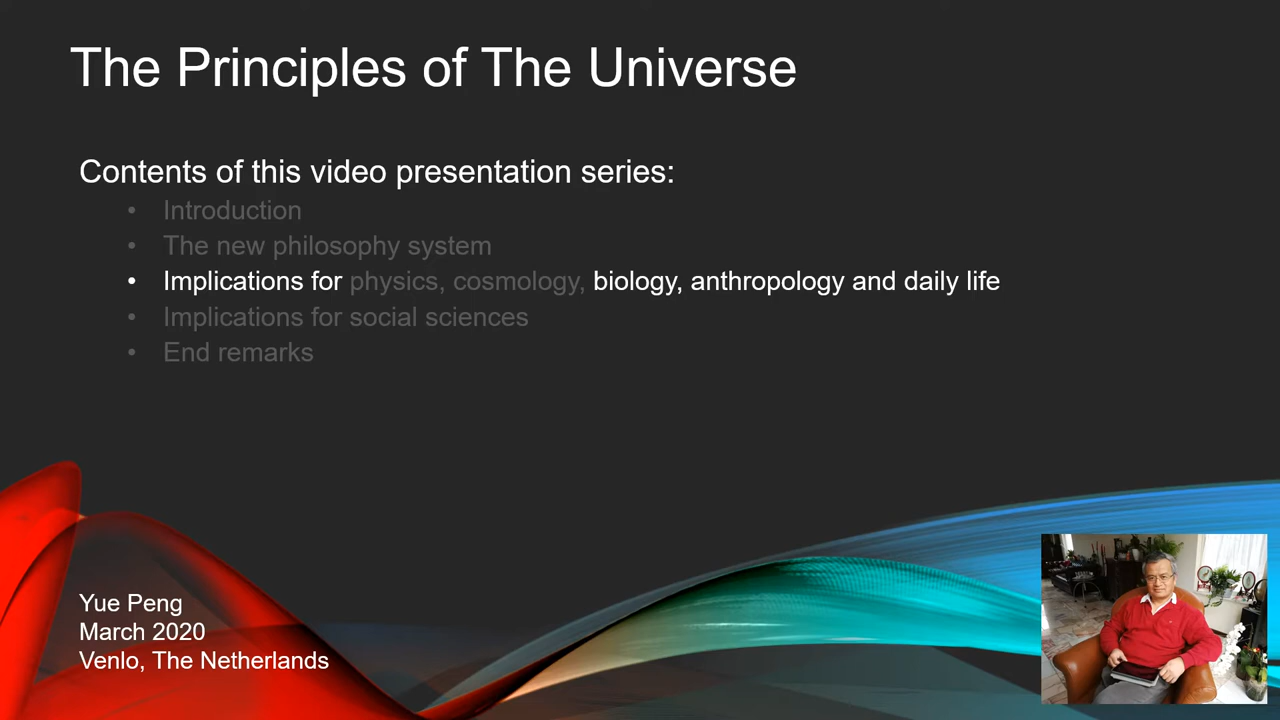 The Principles of The Universe
Contents of this video presentation series:
• Introduction
• The new philosophy system
• Implications for physics, cosmology, biology, anthropology and daily life
• Implications for social sciences
• End remarks
Yue Peng
March 2020
Venlo, The Netherlands